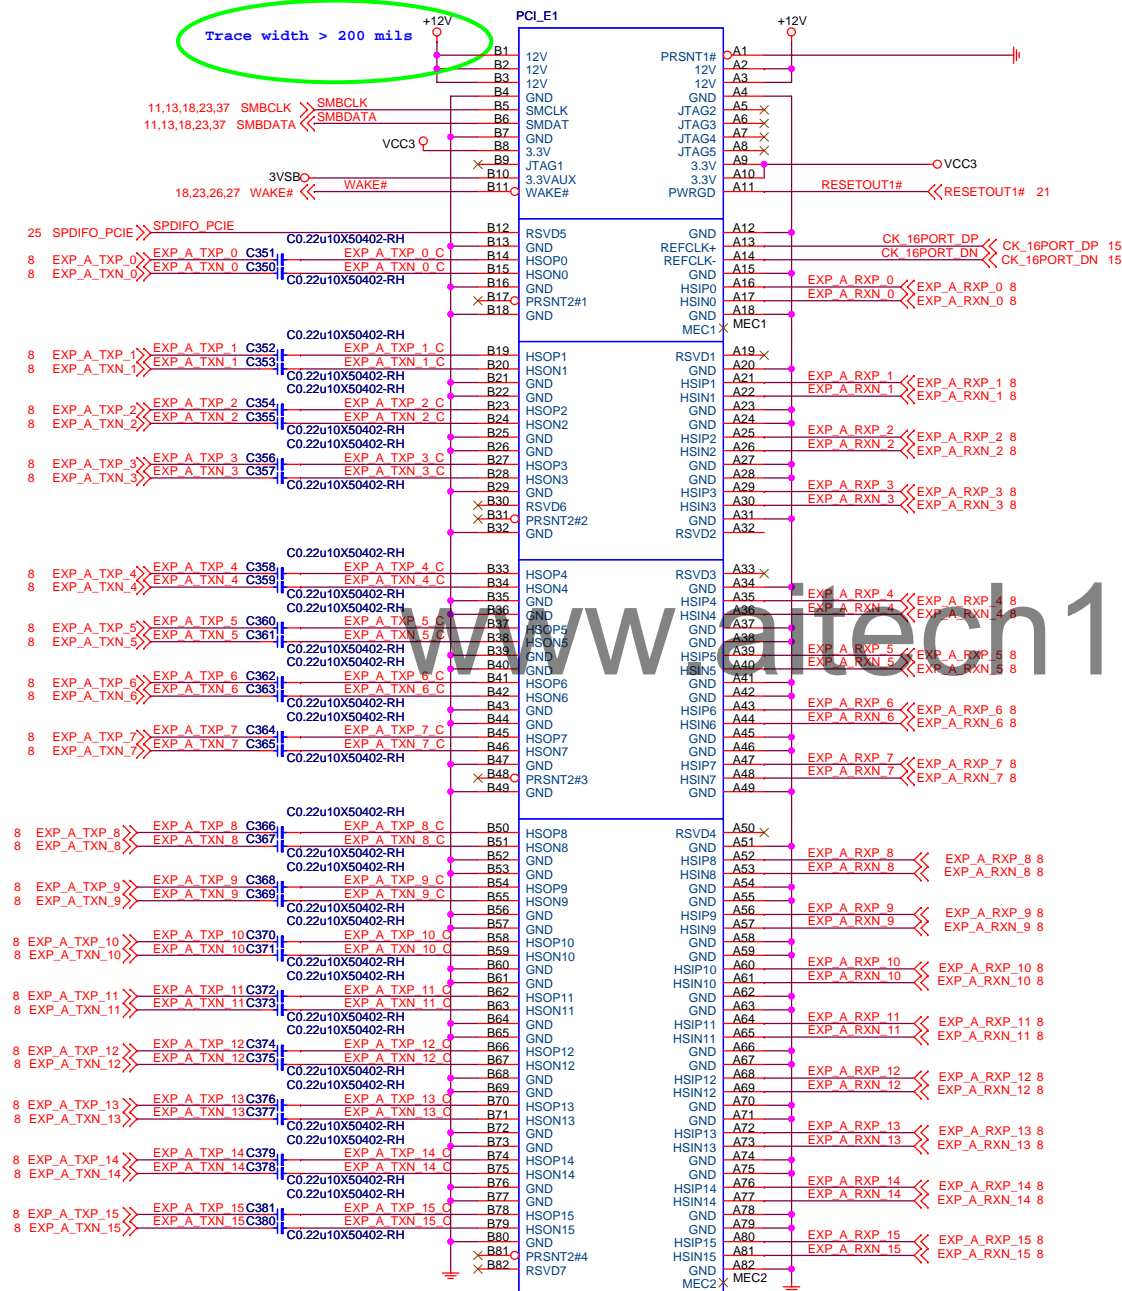 PCI_E1
+12V +12V
Trace width > 200 mils
B1 12V PRSNT1# A1
B2 12V 12V A2
B3 12V 12V A3
B4 GND GND A4
11,13,18,23,37 SMBCLK SMBCLK B5 SMCLK JTAG2 A5
11,13,18,23,37 SMBDATA SMBDATA B6 SMDAT JTAG3 A6
B7 GND JTAG4 A7
VCC3 B8 3.3V JTAG5 A8
B9 JTAG1 3.3V A9 VCC3
3VSB B10 3.3VAUX 3.3V A10
18,23,26,27 WAKE# WAKE# B11 WAKE# PWRGD A11 RESETOUT1# RESETOUT1# 21
25 SPDIFO_PCIE SPDIFO_PCIE B12 RSVD5 GND A12
C0.22u10X50402-RH B13 GND REFCLK+ A13 CK_16PORT_DP CK_16PORT_DP 15
8 EXP_A_TXP_0 EXP_A_TXP_0 C351 EXP_A_TXP_0_C B14 HSOP0 REFCLK- A14 CK_16PORT_DN CK_16PORT_DN 15
8 EXP_A_TXN_0 EXP_A_TXN_0 C350 EXP_A_TXN_0_C B15 HSON0 GND A15
C0.22u10X50402-RH B16 GND HSIP0 A16 EXP_A_RXP_0 EXP_A_RXP_0 8
B17 PRSNT2#1 HSIN0 A17 EXP_A_RXN_0 EXP_A_RXN_0 8
B18 GND GND A18
MEC1 MEC1
C0.22u10X50402-RH
8 EXP_A_TXP_1 EXP_A_TXP_1 C352 EXP_A_TXP_1_C B19 HSOP1 RSVD1 A19
8 EXP_A_TXN_1 EXP_A_TXN_1 C353 EXP_A_TXN_1_C B20 HSON1 GND A20
C0.22u10X50402-RH B21 GND HSIP1 A21 EXP_A_RXP_1 EXP_A_RXP_1 8
C0.22u10X50402-RH B22 GND HSIN1 A22 EXP_A_RXN_1 EXP_A_RXN_1 8
8 EXP_A_TXP_2 EXP_A_TXP_2 C354 EXP_A_TXP_2_C B23 HSOP2 GND A23
8 EXP_A_TXN_2 EXP_A_TXN_2 C355 EXP_A_TXN_2_C B24 HSON2 GND A24
C0.22u10X50402-RH B25 GND HSIP2 A25 EXP_A_RXP_2 EXP_A_RXP_2 8
C0.22u10X50402-RH B26 GND HSIN2 A26 EXP_A_RXN_2 EXP_A_RXN_2 8
8 EXP_A_TXP_3 EXP_A_TXP_3 C356 EXP_A_TXP_3_C B27 HSOP3 GND A27
8 EXP_A_TXN_3 EXP_A_TXN_3 C357 EXP_A_TXN_3_C B28 HSON3 GND A28
C0.22u10X50402-RH B29 GND HSIP3 A29 EXP_A_RXP_3 EXP_A_RXP_3 8
B30 RSVD6 HSIN3 A30 EXP_A_RXN_3 EXP_A_RXN_3 8
B31 PRSNT2#2 GND A31
B32 GND RSVD2 A32
C0.22u10X50402-RH
8 EXP_A_TXP_4 EXP_A_TXP_4 C358 EXP_A_TXP_4_C B33 HSOP4 RSVD3 A33
8 EXP_A_TXN_4 EXP_A_TXN_4 C359 EXP_A_TXN_4_C B34 HSON4 GND A34
C0.22u10X50402-RH B35 GND HSIP4 A35 EXP_A_RXP_4 EXP_A_RXP_4 8
C0.22u10X50402-RH B36 GND HSIN4 A36 EXP_A_RXN_4 EXP_A_RXN_4 8
8 EXP_A_TXP_5 EXP_A_TXP_5 C360 EXP_A_TXP_5_C B37 HSOP5 GND A37
8 EXP_A_TXN_5 EXP_A_TXN_5 C361 EXP_A_TXN_5_C B38 HSON5 GND A38
www.aitech1
C0.22u10X50402-RH B39 GND HSIP5 A39 EXP_A_RXP_5 EXP_A_RXP_5 8
C0.22u10X50402-RH B40 GND HSIN5 A40 EXP_A_RXN_5 EXP_A_RXN_5 8
8 EXP_A_TXP_6 EXP_A_TXP_6 C362 EXP_A_TXP_6_C B41 HSOP6 GND A41
8 EXP_A_TXN_6 EXP_A_TXN_6 C363 EXP_A_TXN_6_C B42 HSON6 GND A42
C0.22u10X50402-RH B43 GND HSIP6 A43 EXP_A_RXP_6 EXP_A_RXP_6 8
C0.22u10X50402-RH B44 GND HSIN6 A44 EXP_A_RXN_6 EXP_A_RXN_6 8
8 EXP_A_TXP_7 EXP_A_TXP_7 C364 EXP_A_TXP_7_C B45 HSOP7 GND A45
8 EXP_A_TXN_7 EXP_A_TXN_7 C365 EXP_A_TXN_7_C B46 HSON7 GND A46
C0.22u10X50402-RH B47 GND HSIP7 A47 EXP_A_RXP_7 EXP_A_RXP_7 8
B48 PRSNT2#3 HSIN7 A48 EXP_A_RXN_7 EXP_A_RXN_7 8
B49 GND GND A49
C0.22u10X50402-RH
8 EXP_A_TXP_8 EXP_A_TXP_8 C366 EXP_A_TXP_8_C B50 HSOP8 RSVD4 A50
8 EXP_A_TXN_8 EXP_A_TXN_8 C367 EXP_A_TXN_8_C B51 HSON8 GND A51
C0.22u10X50402-RH B52 GND HSIP8 A52 EXP_A_RXP_8 EXP_A_RXP_8 8
C0.22u10X50402-RH B53 GND HSIN8 A53 EXP_A_RXN_8 EXP_A_RXN_8 8
8 EXP_A_TXP_9 EXP_A_TXP_9 C368 EXP_A_TXP_9_C B54 HSOP9 GND A54
8 EXP_A_TXN_9 EXP_A_TXN_9 C369 EXP_A_TXN_9_C B55 HSON9 GND A55
C0.22u10X50402-RH B56 GND HSIP9 A56 EXP_A_RXP_9 EXP_A_RXP_9 8
C0.22u10X50402-RH B57 GND HSIN9 A57 EXP_A_RXN_9 EXP_A_RXN_9 8
8 EXP_A_TXP_10 EXP_A_TXP_10 C370 EXP_A_TXP_10_C B58 HSOP10 GND A58
8 EXP_A_TXN_10 EXP_A_TXN_10 C371 EXP_A_TXN_10_C B59 HSON10 GND A59
C0.22u10X50402-RH B60 GND HSIP10 A60 EXP_A_RXP_10 EXP_A_RXP_10 8
C0.22u10X50402-RH B61 GND HSIN10 A61 EXP_A_RXN_10 EXP_A_RXN_10 8
8 EXP_A_TXP_11 EXP_A_TXP_11 C372 EXP_A_TXP_11_C B62 HSOP11 GND A62
8 EXP_A_TXN_11 EXP_A_TXN_11 C373 EXP_A_TXN_11_C B63 HSON11 GND A63
C0.22u10X50402-RH B64 GND HSIP11 A64 EXP_A_RXP_11 EXP_A_RXP_11 8
C0.22u10X50402-RH B65 GND HSIN11 A65 EXP_A_RXN_11 EXP_A_RXN_11 8
8 EXP_A_TXP_12 EXP_A_TXP_12 C374 EXP_A_TXP_12_C B66 HSOP12 GND A66
8 EXP_A_TXN_12 EXP_A_TXN_12 C375 EXP_A_TXN_12_C B67 HSON12 GND A67
C0.22u10X50402-RH B68 GND HSIP12 A68 EXP_A_RXP_12 EXP_A_RXP_12 8
C0.22u10X50402-RH B69 GND HSIN12 A69 EXP_A_RXN_12 EXP_A_RXN_12 8
8 EXP_A_TXP_13 EXP_A_TXP_13 C376 EXP_A_TXP_13_C B70 HSOP13 GND A70
8 EXP_A_TXN_13 EXP_A_TXN_13 C377 EXP_A_TXN_13_C B71 HSON13 GND A71
C0.22u10X50402-RH B72 GND HSIP13 A72 EXP_A_RXP_13 EXP_A_RXP_13 8
C0.22u10X50402-RH B73 GND HSIN13 A73 EXP_A_RXN_13 EXP_A_RXN_13 8
8 EXP_A_TXP_14 EXP_A_TXP_14 C379 EXP_A_TXP_14_C B74 HSOP14 GND A74
8 EXP_A_TXN_14 EXP_A_TXN_14 C378 EXP_A_TXN_14_C B75 HSON14 GND A75
C0.22u10X50402-RH B76 GND HSIP14 A76 EXP_A_RXP_14 EXP_A_RXP_14 8
C0.22u10X50402-RH B77 GND HSIN14 A77 EXP_A_RXN_14 EXP_A_RXN_14 8
8 EXP_A_TXP_15 EXP_A_TXP_15 C381 EXP_A_TXP_15_C B78 HSOP15 GND A78
8 EXP_A_TXN_15 EXP_A_TXN_15 C380 EXP_A_TXN_15_C B79 HSON15 GND A79
C0.22u10X50402-RH B80 GND HSIP15 A80 EXP_A_RXP_15 EXP_A_RXP_15 8
B81 PRSNT2#4 HSIN15 A81 EXP_A_RXN_15 EXP_A_RXN_15 8
B82 RSVD7 GND A82
MEC2 MEC2